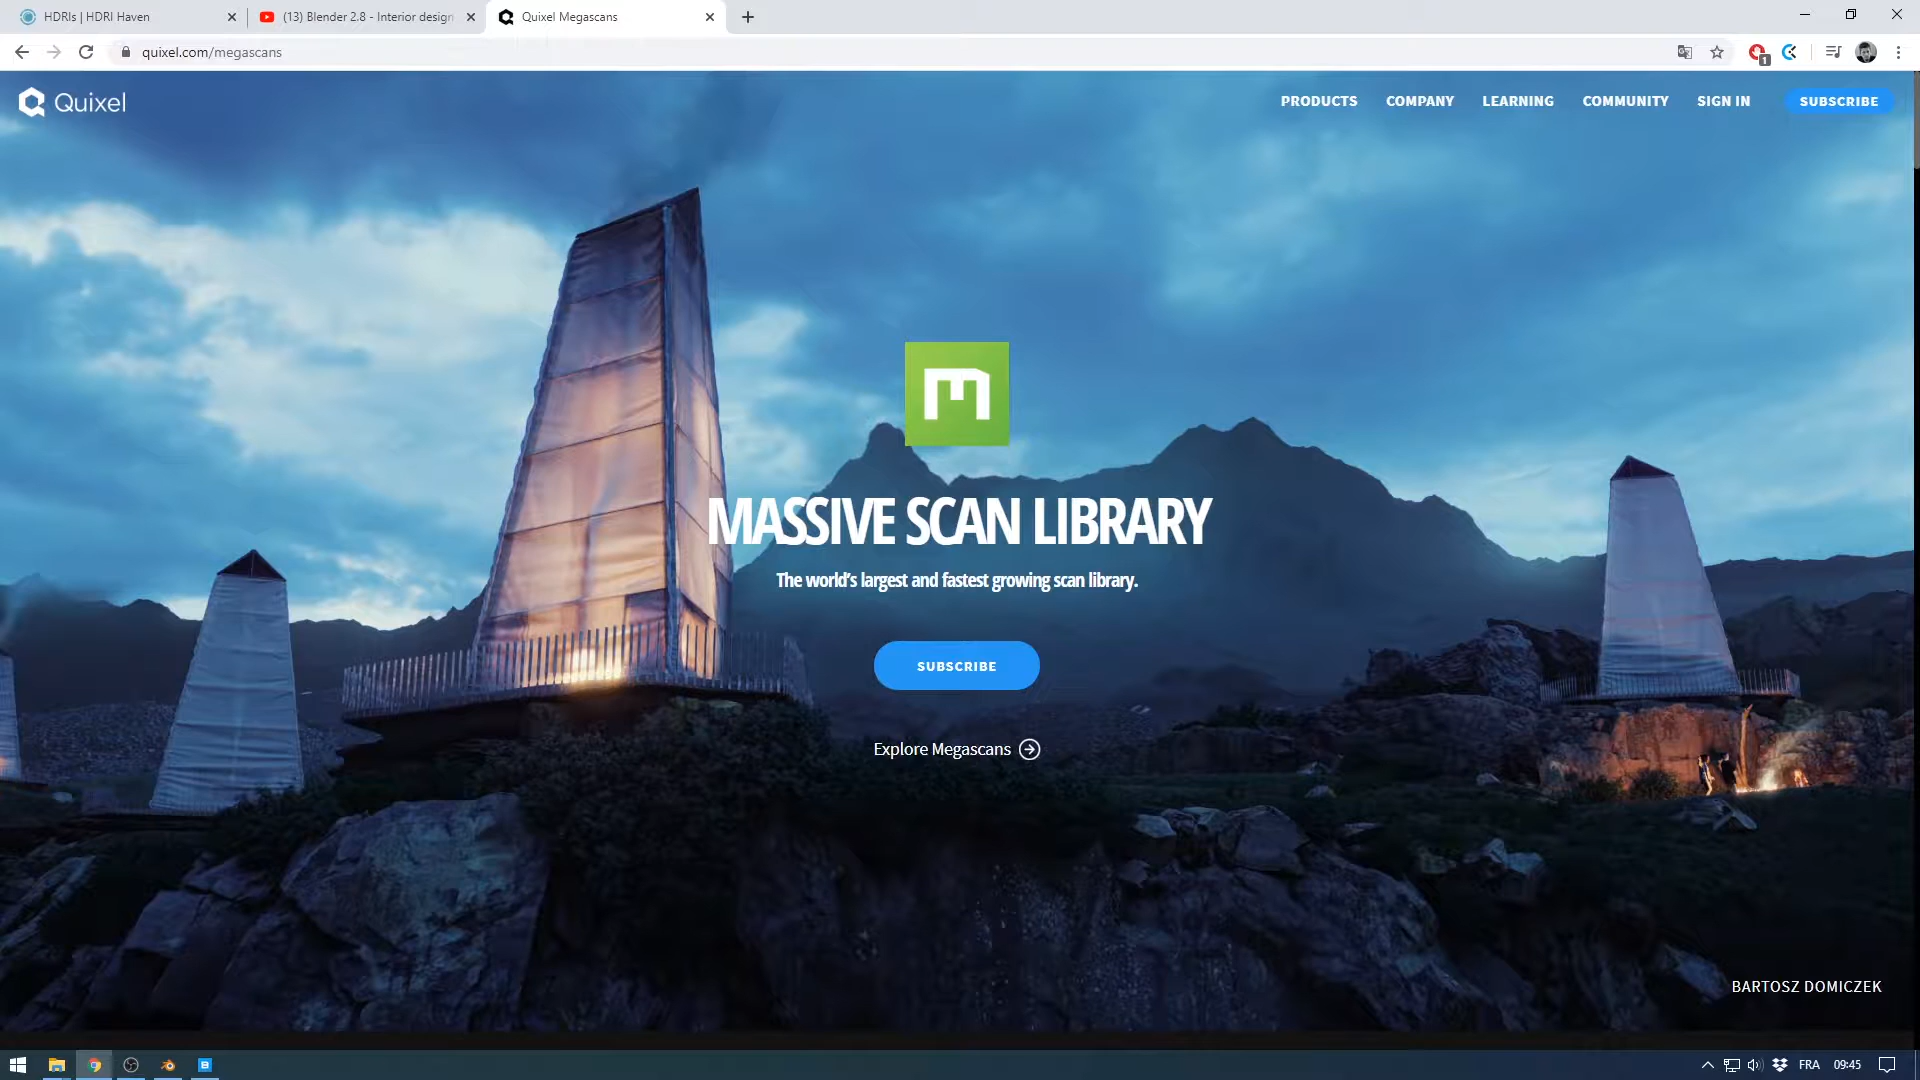 HDRIs | HDRI Haven
(13) Blender 2.8 - Interior design
Quixel Megascans
quixel.com/megascans
1
Quixel
PRODUCTS
COMPANY
LEARNING
COMMUNITY
SIGN IN
SUBSCRIBE
m
MASSIVE SCAN LIBRARY
The world's largest and fastest growing scan library.
SUBSCRIBE
Explore Megascans
BARTOSZ DOMICZEK
FRA
09:45